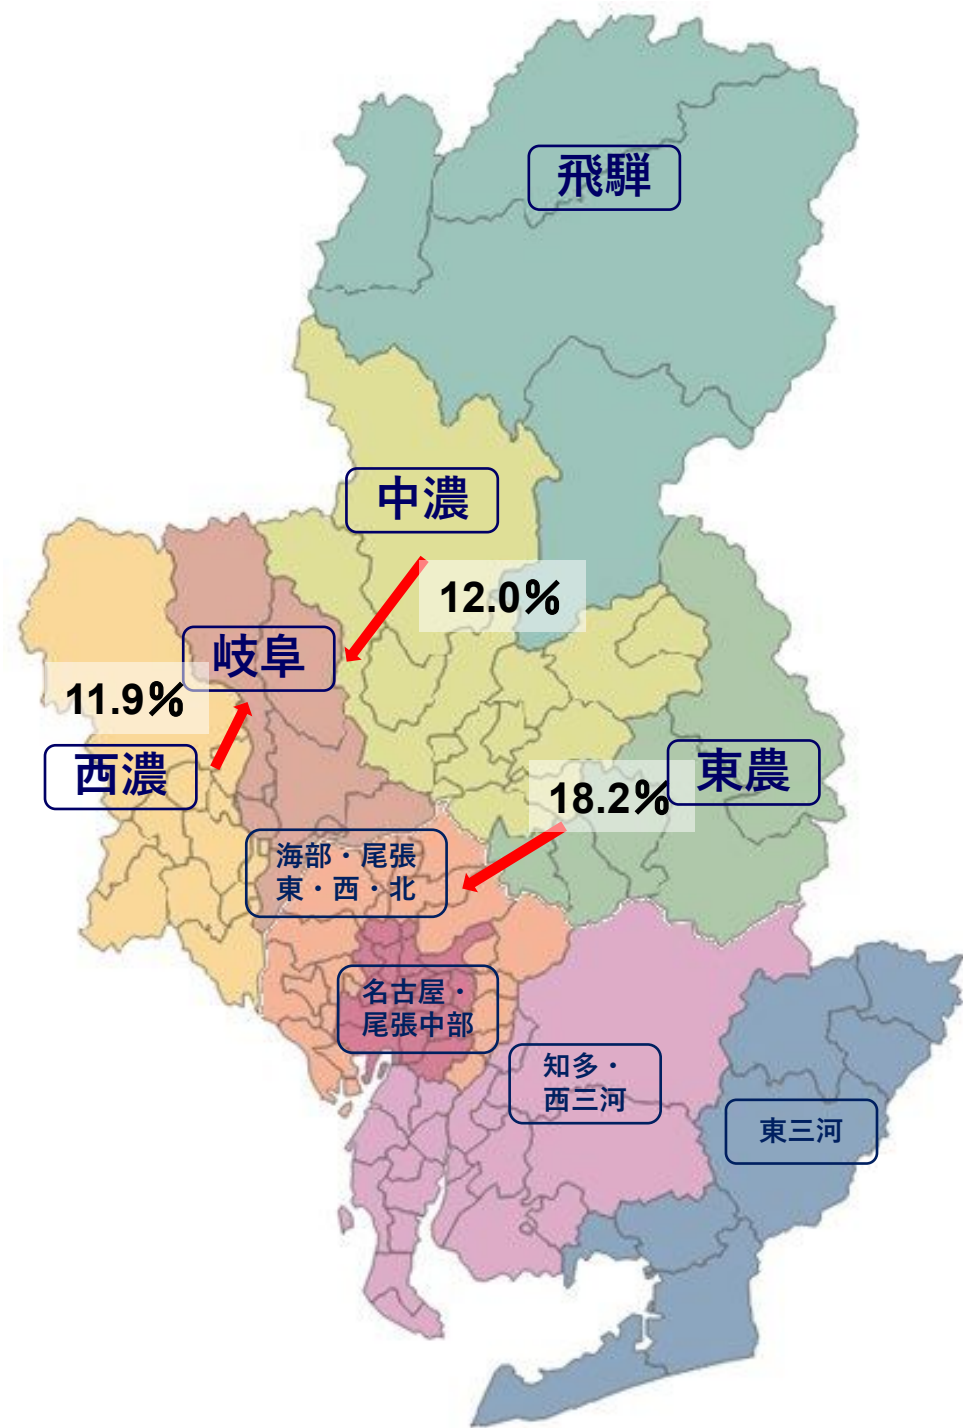 飛騨
中濃
12.0%
岐阜
11.9%
西濃
東農
18.2%
海部・尾張
東・西・北
名古屋・
尾張中部
知多・
西三河
東三河